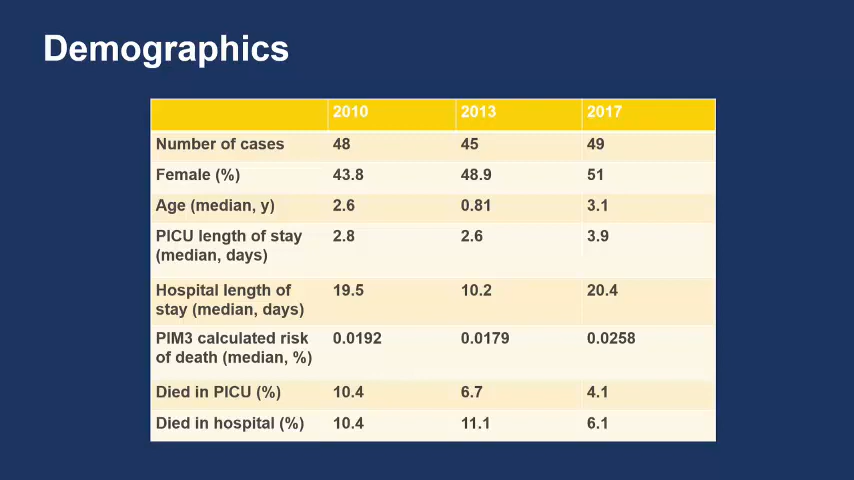 Demographics
2010 2013 2017
Number of cases 48 45 49
Female (%) 43.8 48.9 51
Age (median, y) 2.6 0.81 3.1
PICU length of stay 2.8 2.6 3.9
(median, days)
Hospital length of 19.5 10.2 20.4
stay (median, days)
PIM3 calculated risk 0.0192 0.0179 0.0258
of death (median, %)
Died in PICU (%) 10.4 6.7 4.1
Died in hospital (%) 10.4 11.1 6.1